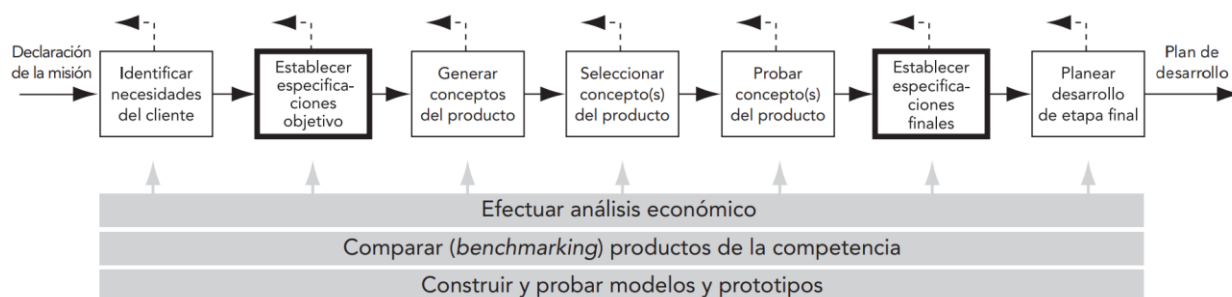 Declaración
de la misión
Identificar
necesidades
del cliente
Establecer
especifica-
ciones
objetivo
Generar
conceptos
del producto
Seleccionar
concepto(s)
del producto
Probar
concepto(s)
del producto
Establecer
especifica-
ciones
finales
Planear
desarrollo
de etapa final
Plan de
desarrollo
Efectuar análisis económico
Comparar (benchmarking) productos de la competencia
Construir y probar modelos y prototipos